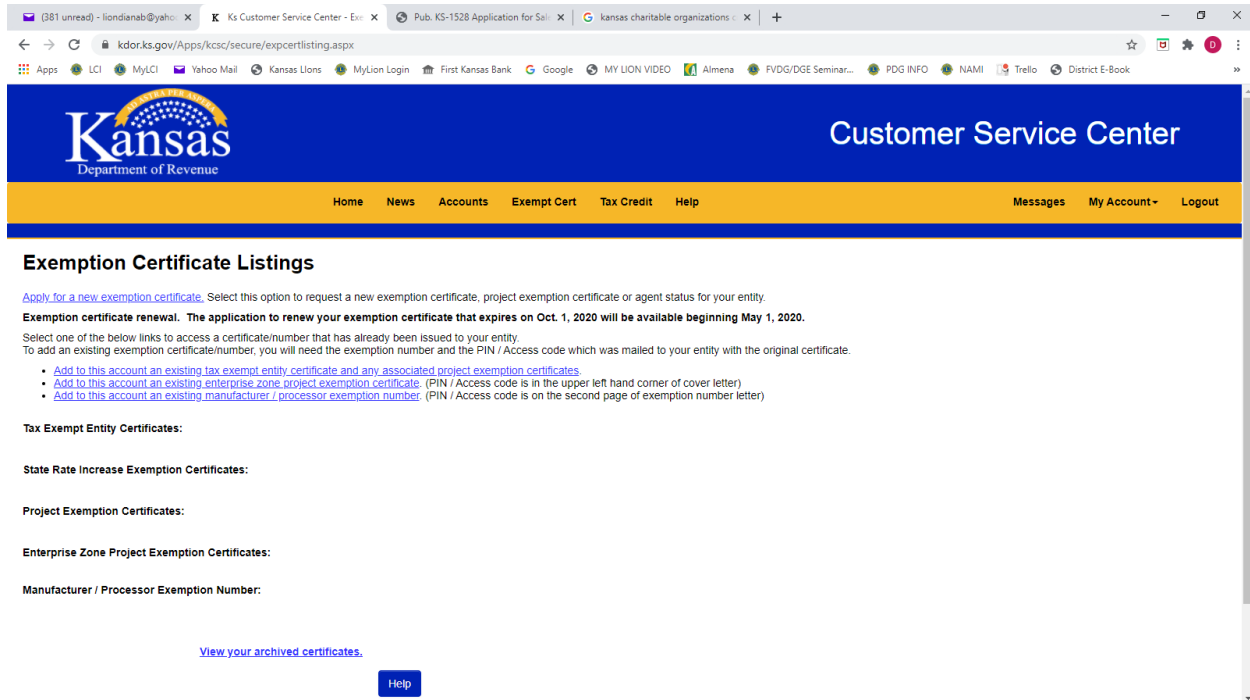 (381 unread) - liondianab@yahoo
Ks Customer Service Center - Exe
Pub. KS-1528 Application for Sal
kansas charitable organizations c
kdor.ks.gov/Apps/kcsc/secure/expcertlisting.aspx
Apps LCI MyLCI Yahoo Mail Kansas Lions MyLion Login First Kansas Bank Google MY LION VIDEO Almena FVDG/DGE Seminar... PDG INFO NAMI Trello District E-Book »
AD ASTRA PER ASPERA
Kansas
Department of Revenue
Customer Service Center
Home News Accounts Exempt Cert Tax Credit Help Messages My Account Logout
Exemption Certificate Listings
Apply for a new exemption certificate. Select this option to request a new exemption certificate, project exemption certificate or agent status for your entity.
Exemption certificate renewal. The application to renew your exemption certificate that expires on Oct. 1, 2020 will be available beginning May 1, 2020.
Select one of the below links to access a certificate/number that has already been issued to your entity.
To add an existing exemption certificate/number, you will need the exemption number and the PIN / Access code which was mailed to your entity with the original certificate.
• Add to this account an existing tax exempt entity certificate and any associated project exemption certificates.
• Add to this account an existing enterprise zone project exemption certificate. (PIN / Access code is in the upper left hand corner of cover letter)
• Add to this account an existing manufacturer / processor exemption number. (PIN / Access code is on the second page of exemption number letter)
Tax Exempt Entity Certificates:
State Rate Increase Exemption Certificates:
Project Exemption Certificates:
Enterprise Zone Project Exemption Certificates:
Manufacturer / Processor Exemption Number:
View your archived certificates.
Help